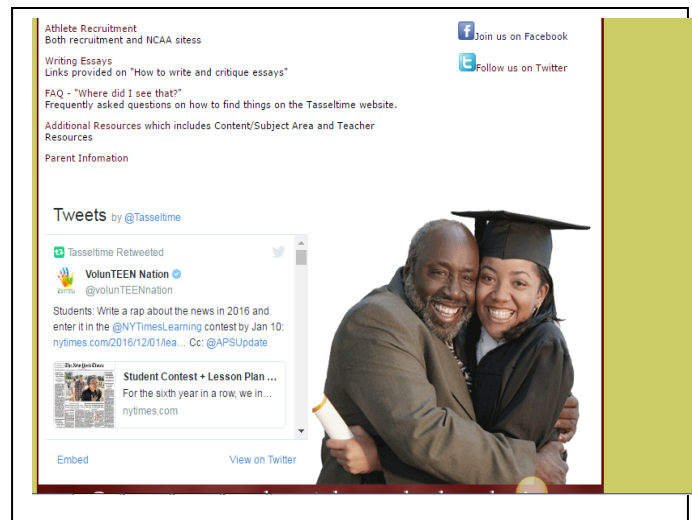 Athlete Recruitment
Both recruitment and NCAA sitess
Writing Essays
Links provided on "How to write and critique essays"
FAQ - "Where did I see that?"
Frequently asked questions on how to find things on the Tasseltime website.
Additional Resources which includes Content/Subject Area and Teacher
Resources
Parent Infomation
Join us on Facebook
Follow us on Twitter
Tweets by @Tasseltime
Tasseltime Retweeted
VolunTEEN Nation
@volunTEENnation
Students: Write a rap about the news in 2016 and
enter it in the @NYTimesLearning contest by Jan 10:
nytimes.com/2016/12/01/lea... Cc: @APSUpdate
The New York Times
Student Contest + Lesson Plan ...
For the sixth year in a row, we in...
nytimes.com
Embed
View on Twitter